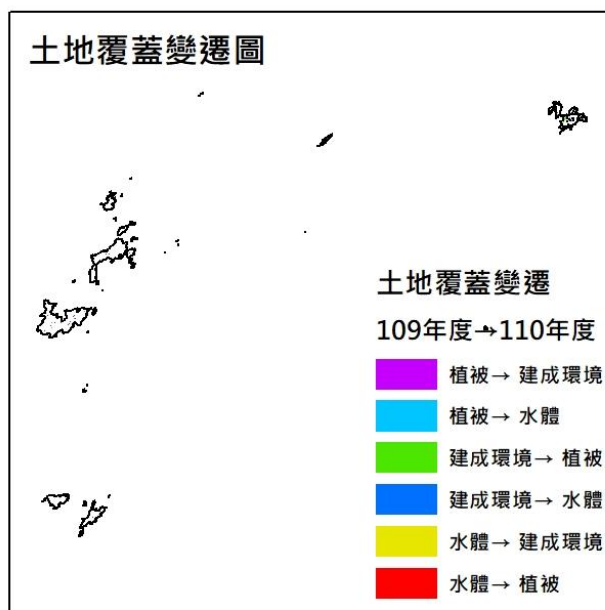 土地覆蓋變遷圖
土地覆蓋變遷
109年度→110年度
植被→ 建成環境
植被→ 水體
建成環境→ 植被
建成環境→ 水體
水體→ 建成環境
水體→ 植被